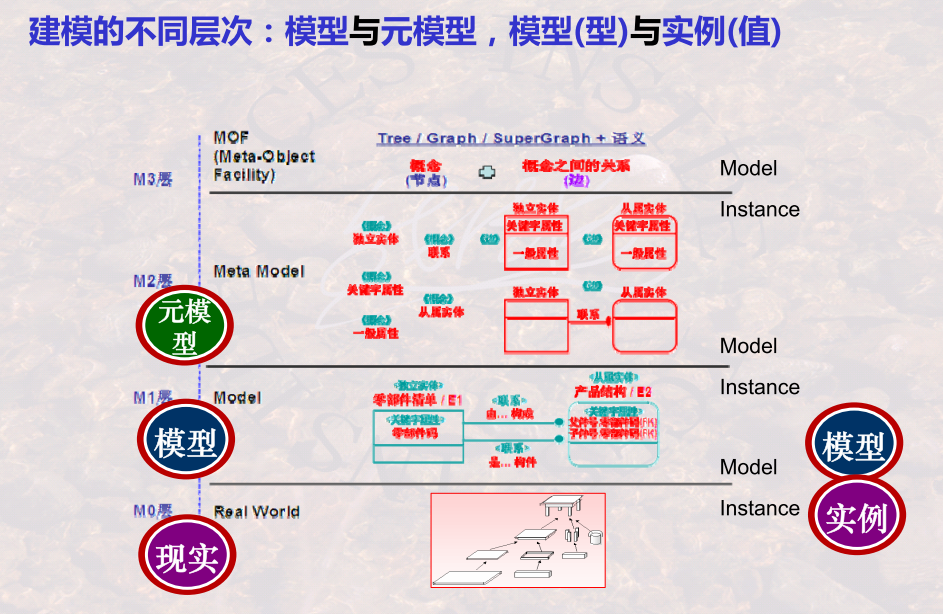 建模的不同层次：模型与元模型，模型(型)与实例(值)
MOF
(Meta-Object
Facility)
M3层
Tree / Graph / SuperGraph + 语义
概念
(节点)
概念之间的关系
(边)
Model
Instance
M2层
Meta Model
元模
型
《概念》
独立实体
《概念》
联系
《概念》
关键字属性
《概念》
从属实体
《概念》
一般属性
独立实体
关键字属性
一般属性
《边》
《边》
从属实体
关键字属性
一般属性
独立实体
《边》
从属实体
联系
Model
Instance
M1层
Model
模型
《独立实体》
零部件清单 / E1
《关键字属性》
零部件码
《联系》
由... 构成
《联系》
是... 构件
《从属实体》
产品结构 / E2
《关键字属性》
父件号.零部件码(FK)
子件号.零部件码(FK)
模型
Model
Instance
M0层
Real World
现实
实例